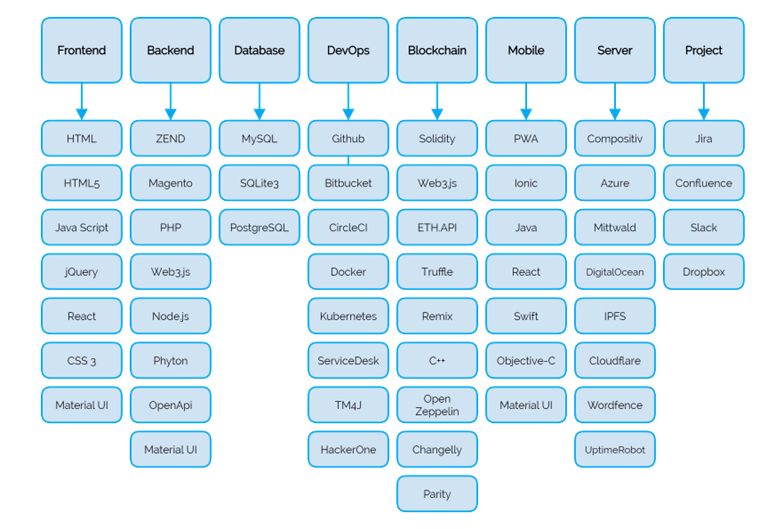 Frontend
Backend
Database
DevOps
Blockchain
Mobile
Server
Project
HTML
ZEND
MySQL
Github
Solidity
PWA
Compositiv
Jira
HTML5
Magento
SQLite3
Bitbucket
Web3.js
Ionic
Azure
Confluence
Java Script
PHP
PostgreSQL
CircleCI
ETH.API
Java
Mittwald
Slack
jQuery
Web3.js
Docker
Truffle
React
DigitalOcean
Dropbox
React
Node.js
Kubernetes
Remix
Swift
IPFS
CSS 3
Phyton
ServiceDesk
C++
Objective-C
Cloudflare
Material UI
OpenApi
TM4J
Open
Zeppelin
Material UI
Wordfence
Material UI
HackerOne
Changelly
UptimeRobot
Parity